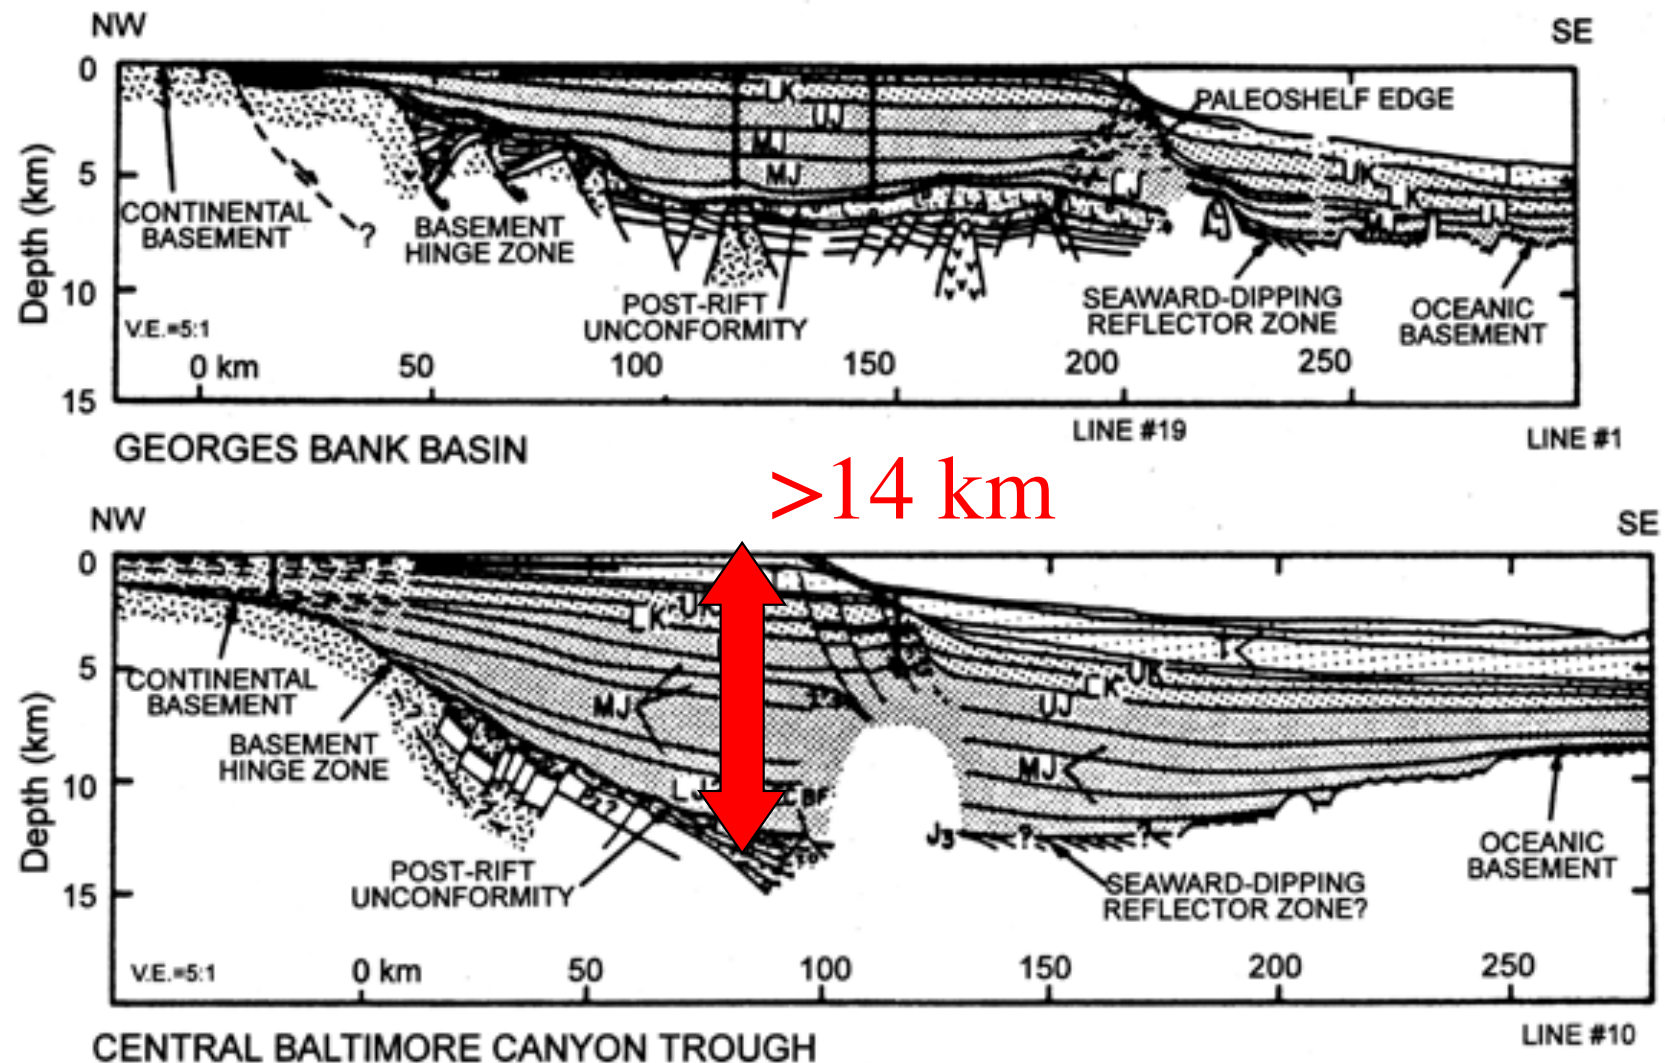 NW
SE
0
5
10
15
Depth (km)
LK
UJ
MJ
MJ
LJ
PALEOSHELF EDGE
UK
LK
UJ
CONTINENTAL
BASEMENT
?
BASEMENT
HINGE ZONE
POST-RIFT
UNCONFORMITY
SEAWARD-DIPPING
REFLECTOR ZONE
OCEANIC
BASEMENT
V.E.=5:1
0 km
50
100
150
200
250
LINE #19
LINE #1
GEORGES BANK BASIN
>14 km
NW
SE
0
5
10
15
Depth (km)
LK
MJ
UK
LK
UJ
MJ
CONTINENTAL
BASEMENT
BASEMENT
HINGE ZONE
J3
?
?
POST-RIFT
UNCONFORMITY
SEAWARD-DIPPING
REFLECTOR ZONE?
OCEANIC
BASEMENT
V.E.=5:1
0 km
50
100
150
200
250
CENTRAL BALTIMORE CANYON TROUGH
LINE #10